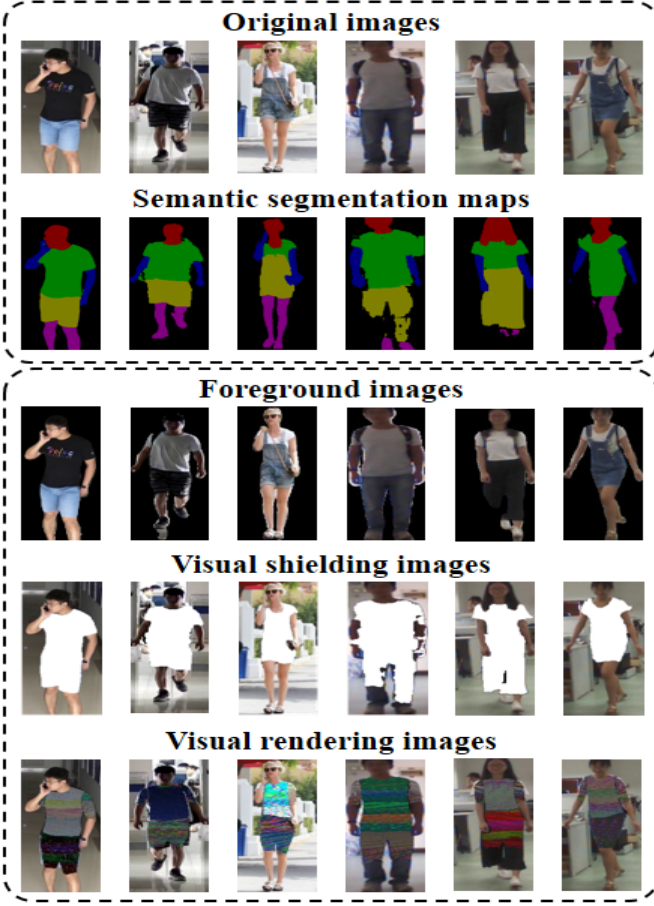 Original images
Semantic segmentation maps
Foreground images
Visual shielding images
Visual rendering images